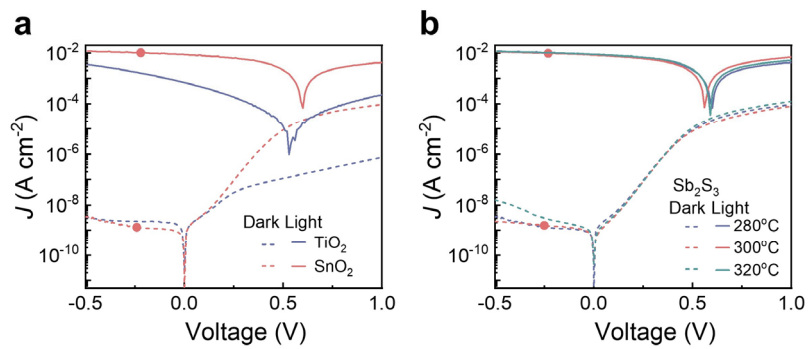 a
b
10⁻²
10⁻⁴
10⁻⁶
10⁻⁸
10⁻¹⁰
J (A cm⁻²)
Dark Light
TiO₂
SnO₂
-0.5 0.0 0.5 1.0
Voltage (V)
10⁻²
10⁻⁴
10⁻⁶
10⁻⁸
10⁻¹⁰
J (A cm⁻²)
Sb₂S₃
Dark Light
280°C
300°C
320°C
-0.5 0.0 0.5 1.0
Voltage (V)